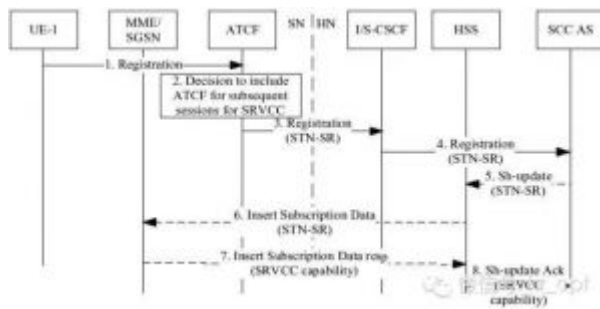 UE-1
MME/
SGSN
ATCF
SN
HN
I/S-CSCF
HSS
SCC AS
1. Registration
2. Decision to include
ATCF for subsequent
sessions for SRVCC
3. Registration
(STN-SR)
4. Registration
(STN-SR)
5. Sh-update
(STN-SR)
6. Insert Subscription Data
(STN-SR)
7. Insert Subscription Data resp
(SRVCC capability)
8. Sh-update Ack
(SRVCC
capability)